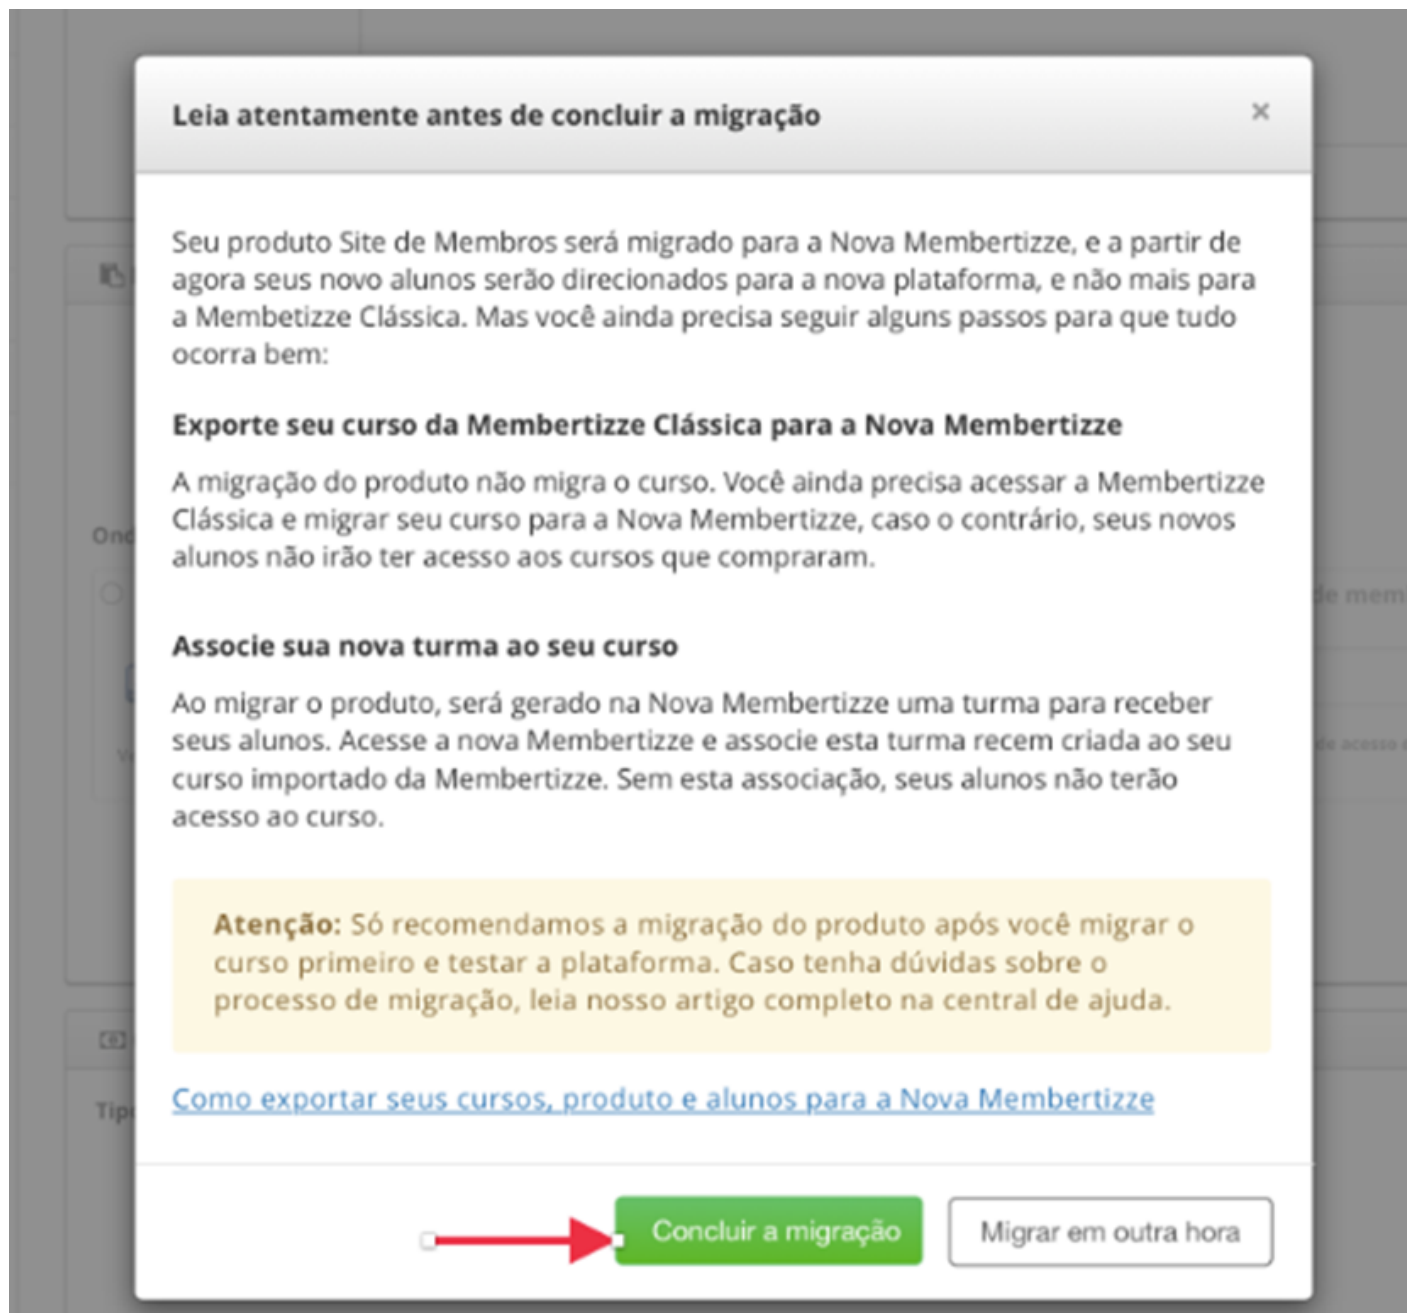 Leia atentamente antes de concluir a migração
×
Seu produto Site de Membros será migrado para a Nova Membertizze, e a partir de
agora seus novo alunos serão direcionados para a nova plataforma, e não mais para
a Membetizze Clássica. Mas você ainda precisa seguir alguns passos para que tudo
ocorra bem:
Exporte seu curso da Membertizze Clássica para a Nova Membertizze
A migração do produto não migra o curso. Você ainda precisa acessar a Membertizze
Clássica e migrar seu curso para a Nova Membertizze, caso o contrário, seus novos
alunos não irão ter acesso aos cursos que compraram.
Associe sua nova turma ao seu curso
Ao migrar o produto, será gerado na Nova Membertizze uma turma para receber
seus alunos. Acesse a nova Membertizze e associe esta turma recem criada ao seu
curso importado da Membertizze. Sem esta associação, seus alunos não terão
acesso ao curso.
Atenção: Só recomendamos a migração do produto após você migrar o
curso primeiro e testar a plataforma. Caso tenha dúvidas sobre o
processo de migração, leia nosso artigo completo na central de ajuda.
Como exportar seus cursos, produto e alunos para a Nova Membertizze
Concluir a migração
Migrar em outra hora